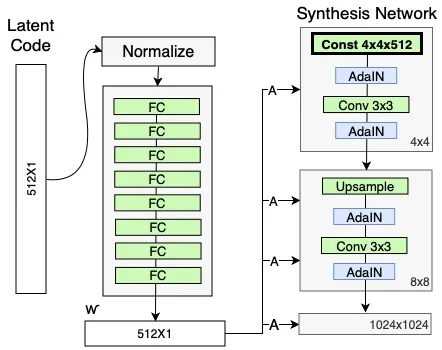 Latent
Code
512X1
Normalize
FC
FC
FC
FC
FC
FC
FC
FC
w
512X1
A
A
A
A
Synthesis Network
Const 4x4x512
AdaIN
Conv 3x3
AdaIN
4x4
Upsample
AdaIN
Conv 3x3
AdaIN
8x8
1024x1024